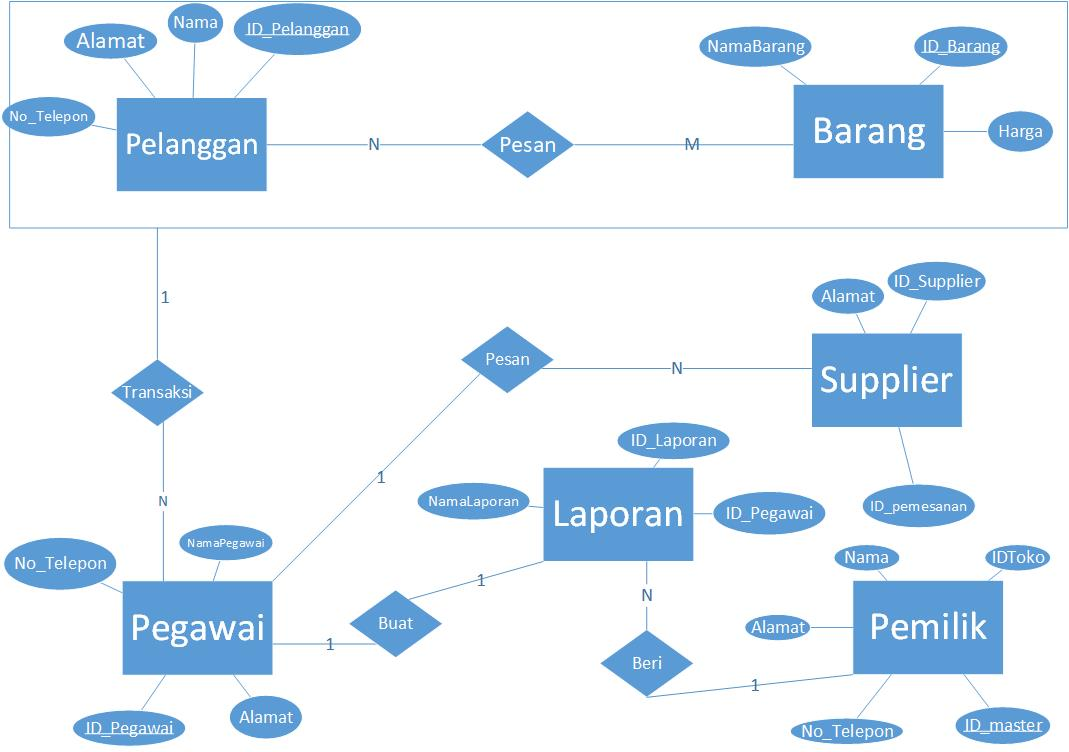 Nama
ID_Pelanggan
Alamat
No_Telepon
Pelanggan
N
Pesan
M
NamaBarang
ID_Barang
Barang
Harga
1
Transaksi
N
Pesan
N
1
Alamat
ID_Supplier
Supplier
ID_pemesanan
ID_Laporan
NamaLaporan
Laporan
ID_Pegawai
No_Telepon
NamaPegawai
Pegawai
ID_Pegawai
Alamat
1
Buat
1
N
Beri
1
Nama
IDToko
Alamat
Pemilik
No_Telepon
ID_master